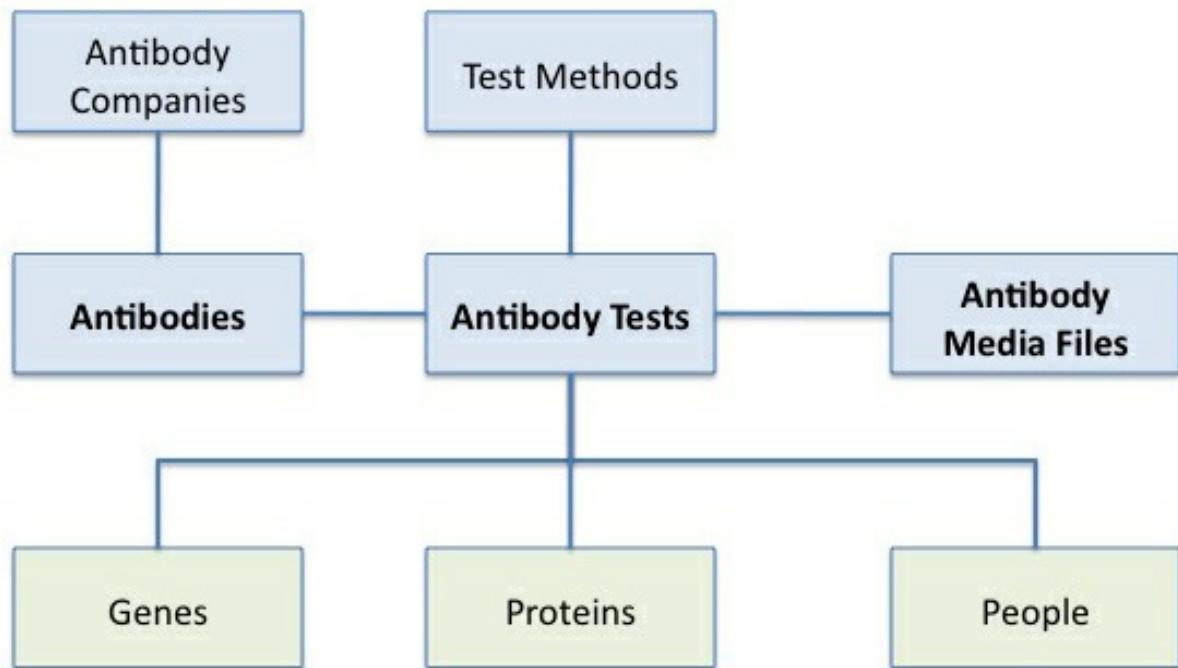 Antibody
Companies
Test Methods
Antibodies
Antibody Tests
Antibody
Media Files
Genes
Proteins
People